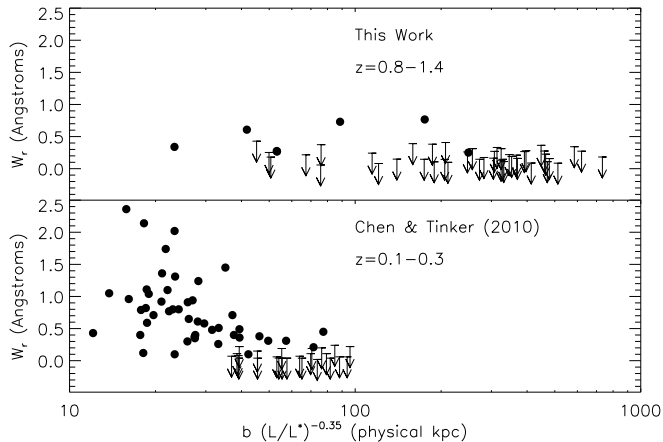 2.5
2.0
1.5
1.0
0.5
0.0
W_r (Angstroms)
This Work
z=0.8−1.4
2.5
2.0
1.5
1.0
0.5
0.0
W_r (Angstroms)
Chen & Tinker (2010)
z=0.1−0.3
10
100
1000
b (L/L*)^−0.35 (physical kpc)